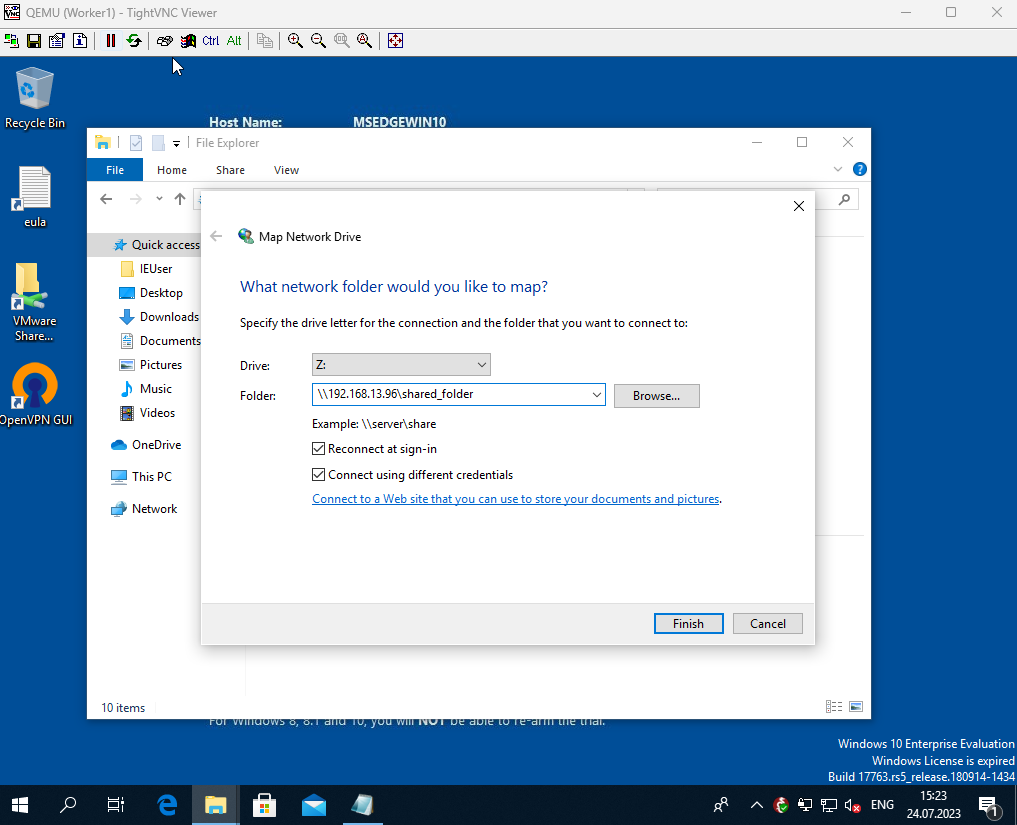 QEMU (Worker1) - TightVNC Viewer
Ctrl Alt
Recycle Bin
Host Name: MSEDGEWIN10
File Explorer
File Home Share View
eula
Map Network Drive
Quick access
IEUser
Desktop
Downloads
Documents
Pictures
Music
Videos
OneDrive
This PC
Network
What network folder would you like to map?
Specify the drive letter for the connection and the folder that you want to connect to:
Drive: Z:
Folder: \\192.168.13.96\shared_folder Browse...
Example: \\server\share
Reconnect at sign-in
Connect using different credentials
Connect to a Web site that you can use to store your documents and pictures.
Finish Cancel
VMware
Share...
OpenVPN GUI
10 items
For Windows 8, 8.1 and 10, you will NOT be able to re-arm the trial.
Windows 10 Enterprise Evaluation
Windows License is expired
Build 17763.rs5_release.180914-1434
ENG
15:23
24.07.2023
1